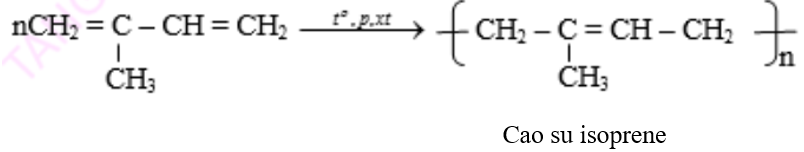 nCH₂ = C – CH = CH₂ t°,p,xt → –( CH₂ – C = CH – CH₂ )–n
CH₃ CH₃
Cao su isoprene